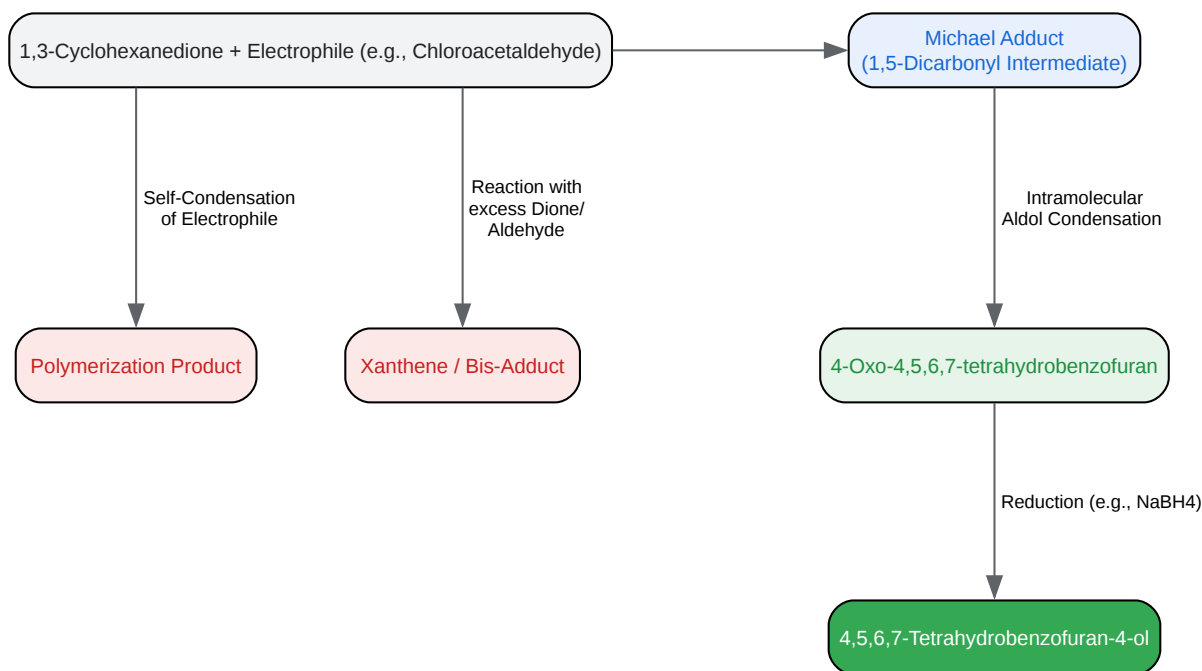 1,3-Cyclohexanedione + Electrophile (e.g., Chloroacetaldehyde)
Michael Adduct
(1,5-Dicarbonyl Intermediate)
Self-Condensation
of Electrophile
Reaction with
excess Dione/
Aldehyde
Intramolecular
Aldol Condensation
Polymerization Product
Xanthene / Bis-Adduct
4-Oxo-4,5,6,7-tetrahydrobenzofuran
Reduction (e.g., NaBH4)
4,5,6,7-Tetrahydrobenzofuran-4-ol